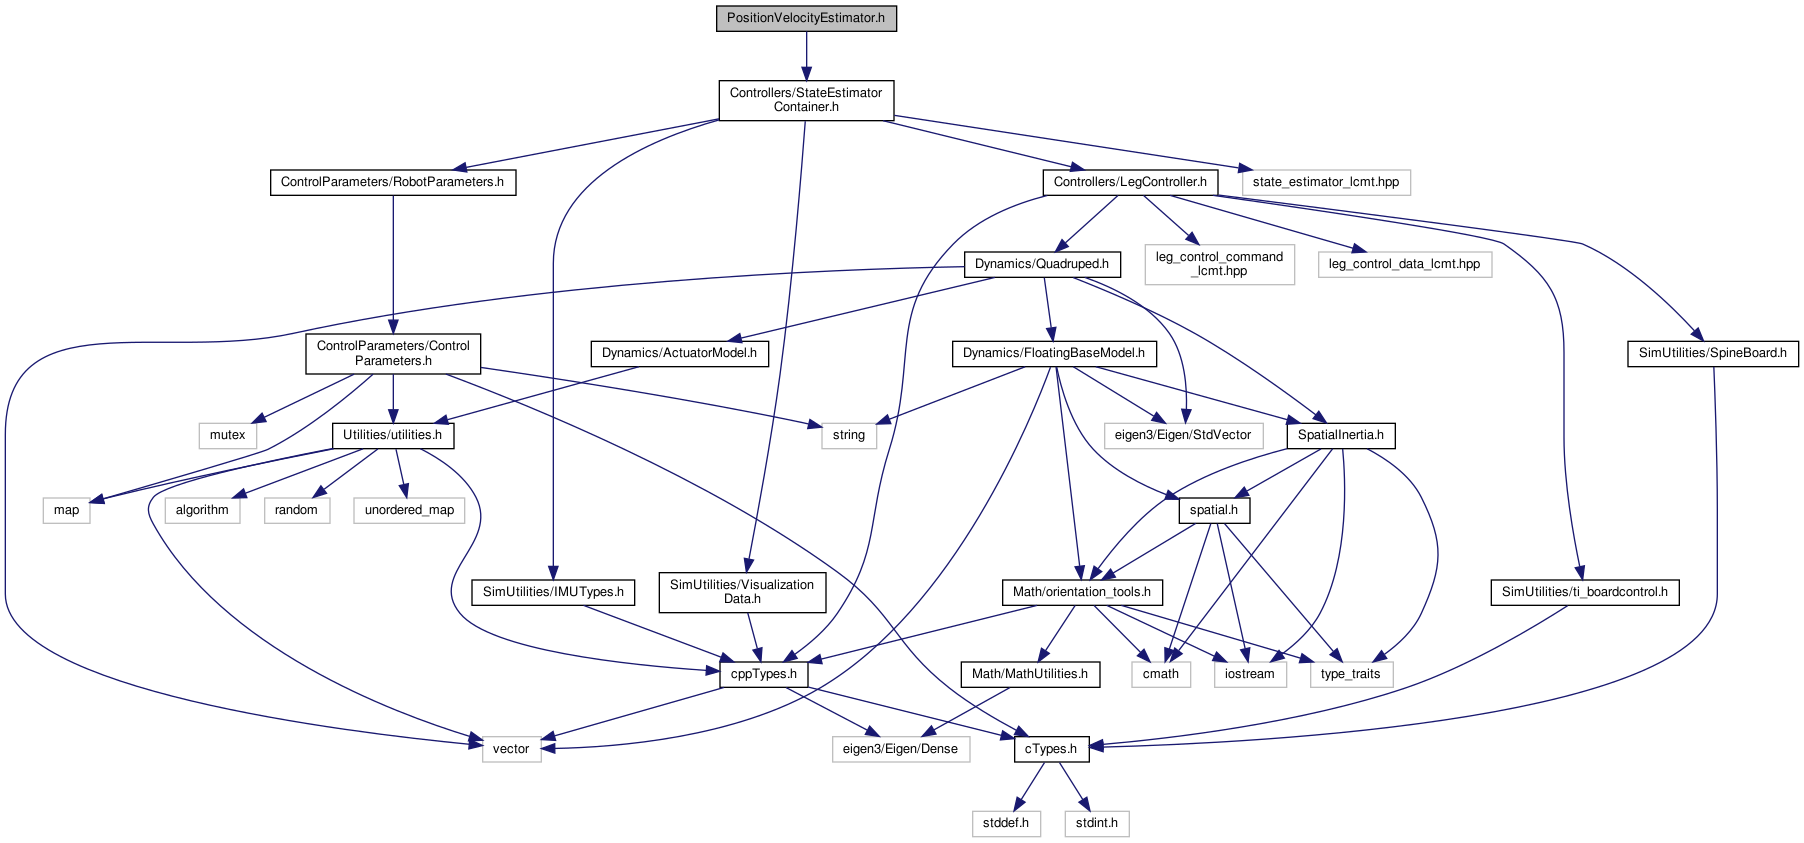 PositionVelocityEstimator.h
Controllers/StateEstimator
Container.h
ControlParameters/RobotParameters.h
Controllers/LegController.h
state_estimator_lcmt.hpp
Dynamics/Quadruped.h
leg_control_command
_lcmt.hpp
leg_control_data_lcmt.hpp
ControlParameters/Control
Parameters.h
Dynamics/ActuatorModel.h
Dynamics/FloatingBaseModel.h
SimUtilities/SpineBoard.h
mutex
Utilities/utilities.h
string
eigen3/Eigen/StdVector
SpatialInertia.h
map
algorithm
random
unordered_map
spatial.h
SimUtilities/IMUTypes.h
SimUtilities/Visualization
Data.h
Math/orientation_tools.h
SimUtilities/ti_boardcontrol.h
cppTypes.h
Math/MathUtilities.h
cmath
iostream
type_traits
vector
eigen3/Eigen/Dense
cTypes.h
stddef.h
stdint.h